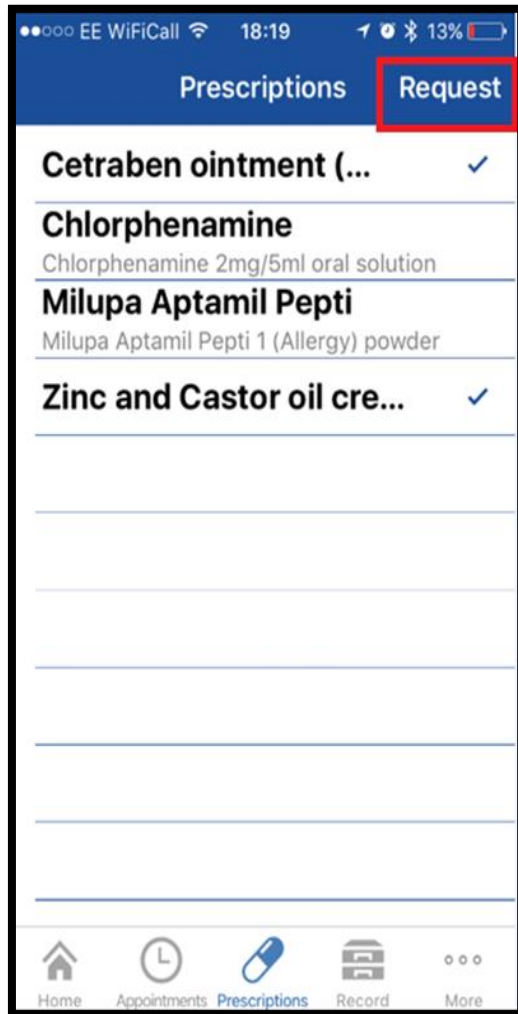 EE WiFiCall 18:19 13%
Prescriptions Request
Cetraben ointment (...
Chlorphenamine
Chlorphenamine 2mg/5ml oral solution
Milupa Aptamil Pepti
Milupa Aptamil Pepti 1 (Allergy) powder
Zinc and Castor oil cre...
Home Appointments Prescriptions Record More